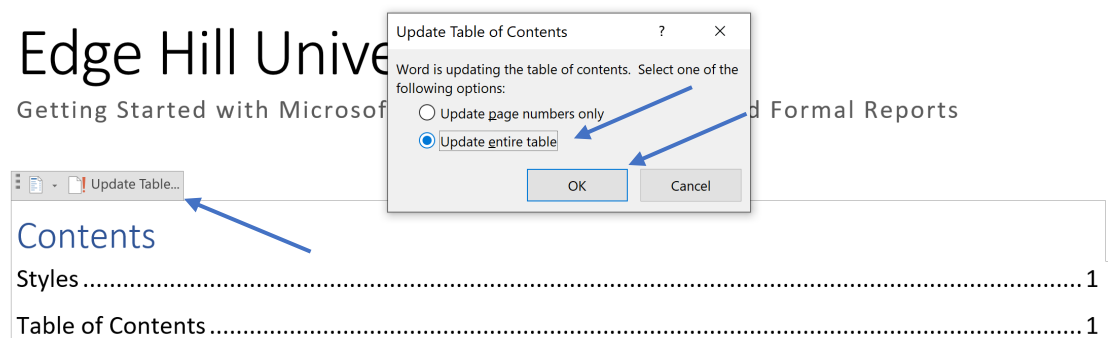 Edge Hill Unive
Getting Started with Microsof d Formal Reports
Update Table of Contents ? ×
Word is updating the table of contents. Select one of the
following options:
Update page numbers only
Update entire table
OK Cancel
Update Table...
Contents
Styles 1
Table of Contents 1